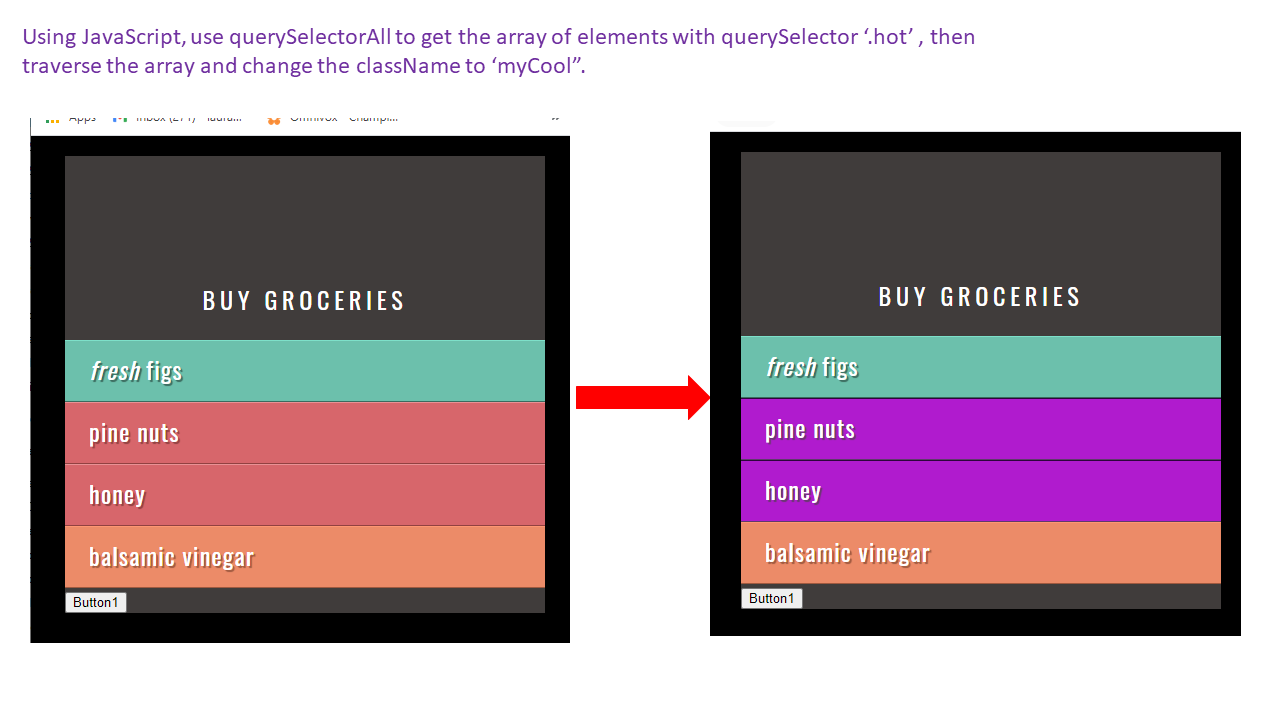 Using JavaScript, use querySelectorAll to get the array of elements with querySelector ‘.hot’ , then
traverse the array and change the className to ‘myCool”.
BUY GROCERIES
fresh figs
pine nuts
honey
balsamic vinegar
Button1
BUY GROCERIES
fresh figs
pine nuts
honey
balsamic vinegar
Button1